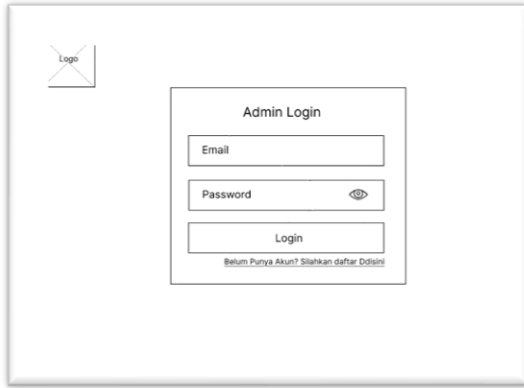 Logo
Admin Login
Email
Password
Login
Belum Punya Akun? Silahkan daftar Ddisini